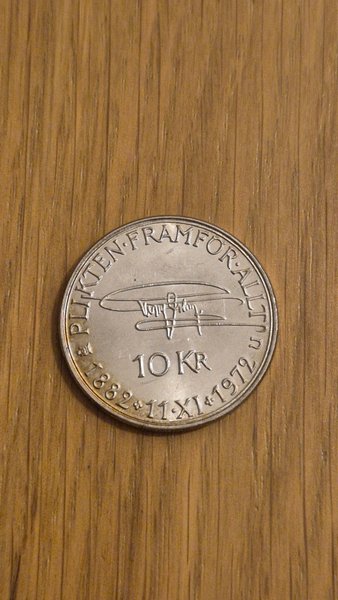 PLIKTEN·FRAMFÖR·ALLT
10 KR
1882 * 11·XI * 1972
U